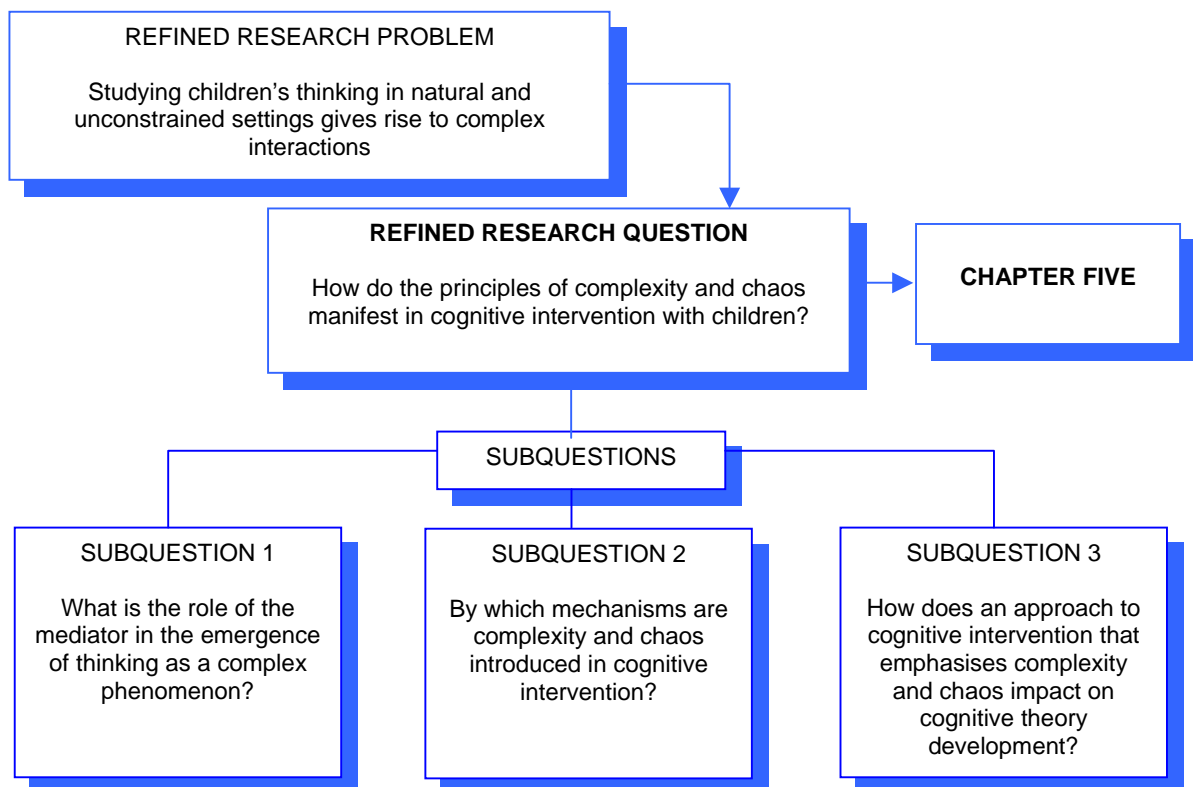 REFINED RESEARCH PROBLEM
Studying children’s thinking in natural and
unconstrained settings gives rise to complex
interactions
REFINED RESEARCH QUESTION
How do the principles of complexity and chaos
manifest in cognitive intervention with children?
CHAPTER FIVE
SUBQUESTIONS
SUBQUESTION 1
What is the role of the
mediator in the emergence
of thinking as a complex
phenomenon?
SUBQUESTION 2
By which mechanisms are
complexity and chaos
introduced in cognitive
intervention?
SUBQUESTION 3
How does an approach to
cognitive intervention that
emphasises complexity
and chaos impact on
cognitive theory
development?